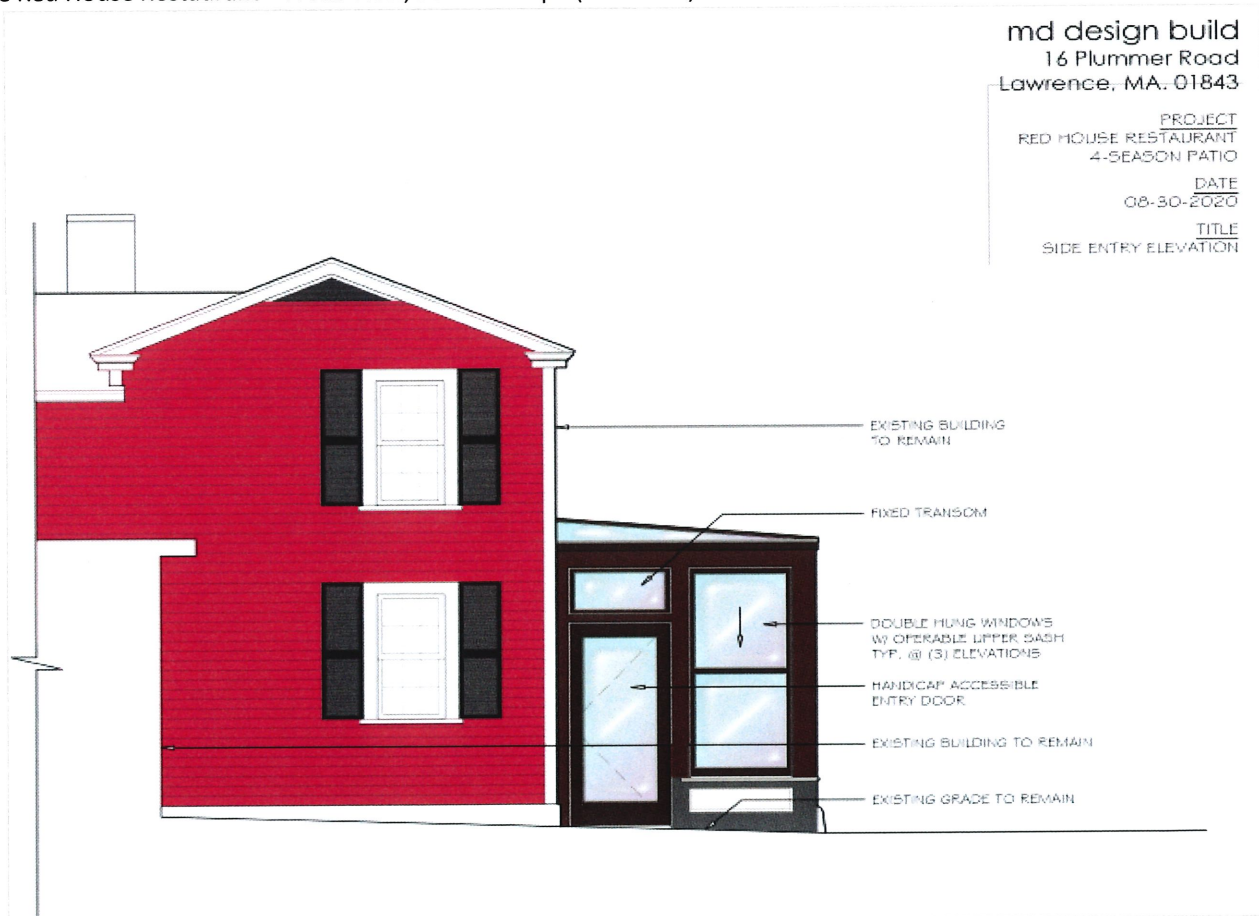 md design build
16 Plummer Road
Lawrence, MA. 01843
PROJECT
RED HOUSE RESTAURANT
4-SEASON PATIO
DATE
08-30-2020
TITLE
SIDE ENTRY ELEVATION
EXISTING BUILDING
TO REMAIN
FIXED TRANSOM
DOUBLE HUNG WINDOWS
W/ OPERABLE UPPER SASH
TYP. @ (3) ELEVATIONS
HANDICAP ACCESSIBLE
ENTRY DOOR
EXISTING BUILDING TO REMAIN
EXISTING GRADE TO REMAIN